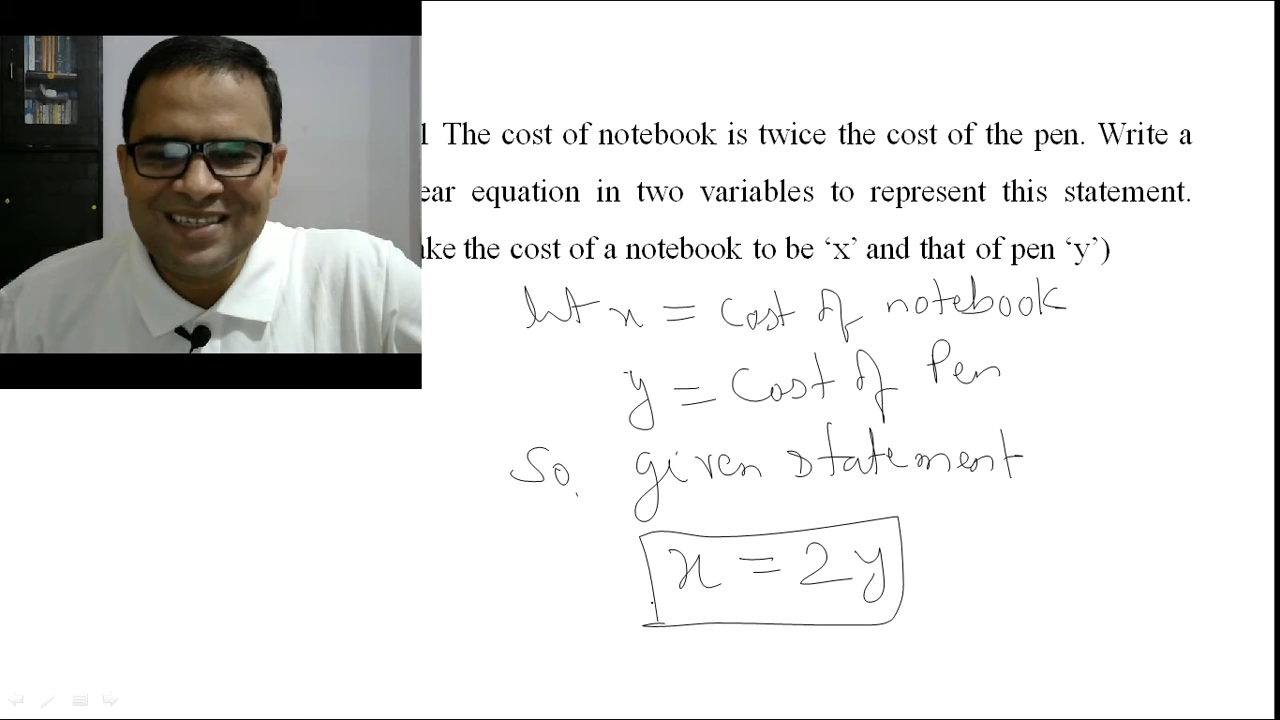 1 The cost of notebook is twice the cost of the pen. Write a
ear equation in two variables to represent this statement.
ke the cost of a notebook to be ‘x’ and that of pen ‘y’)
let x = cost of notebook
y = Cost of Pen
So, given statement
x = 2y